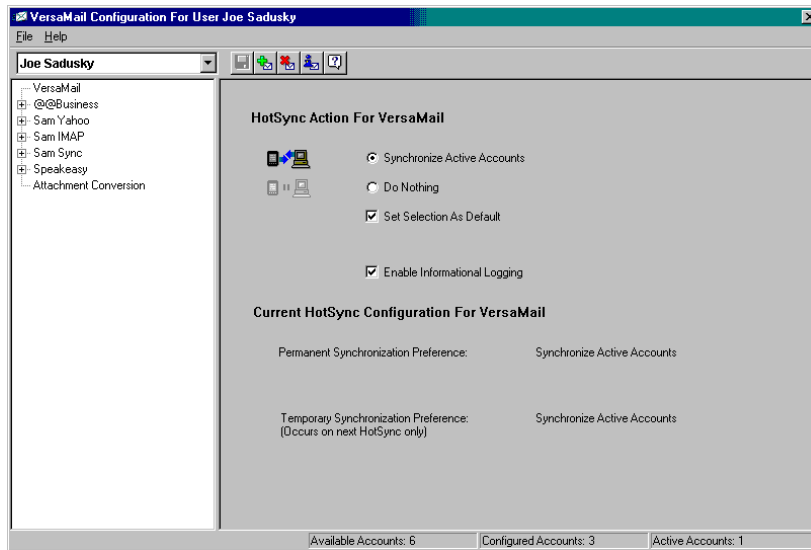 VersaMail Configuration For User Joe Sadusky
File Help
Joe Sadusky
VersaMail
@@Business
Sam Yahoo
Sam IMAP
Sam Sync
Speakeasy
Attachment Conversion
HotSync Action For VersaMail
Synchronize Active Accounts
Do Nothing
Set Selection As Default
Enable Informational Logging
Current HotSync Configuration For VersaMail
Permanent Synchronization Preference: Synchronize Active Accounts
Temporary Synchronization Preference: Synchronize Active Accounts
(Occurs on next HotSync only)
Available Accounts: 6 Configured Accounts: 3 Active Accounts: 1